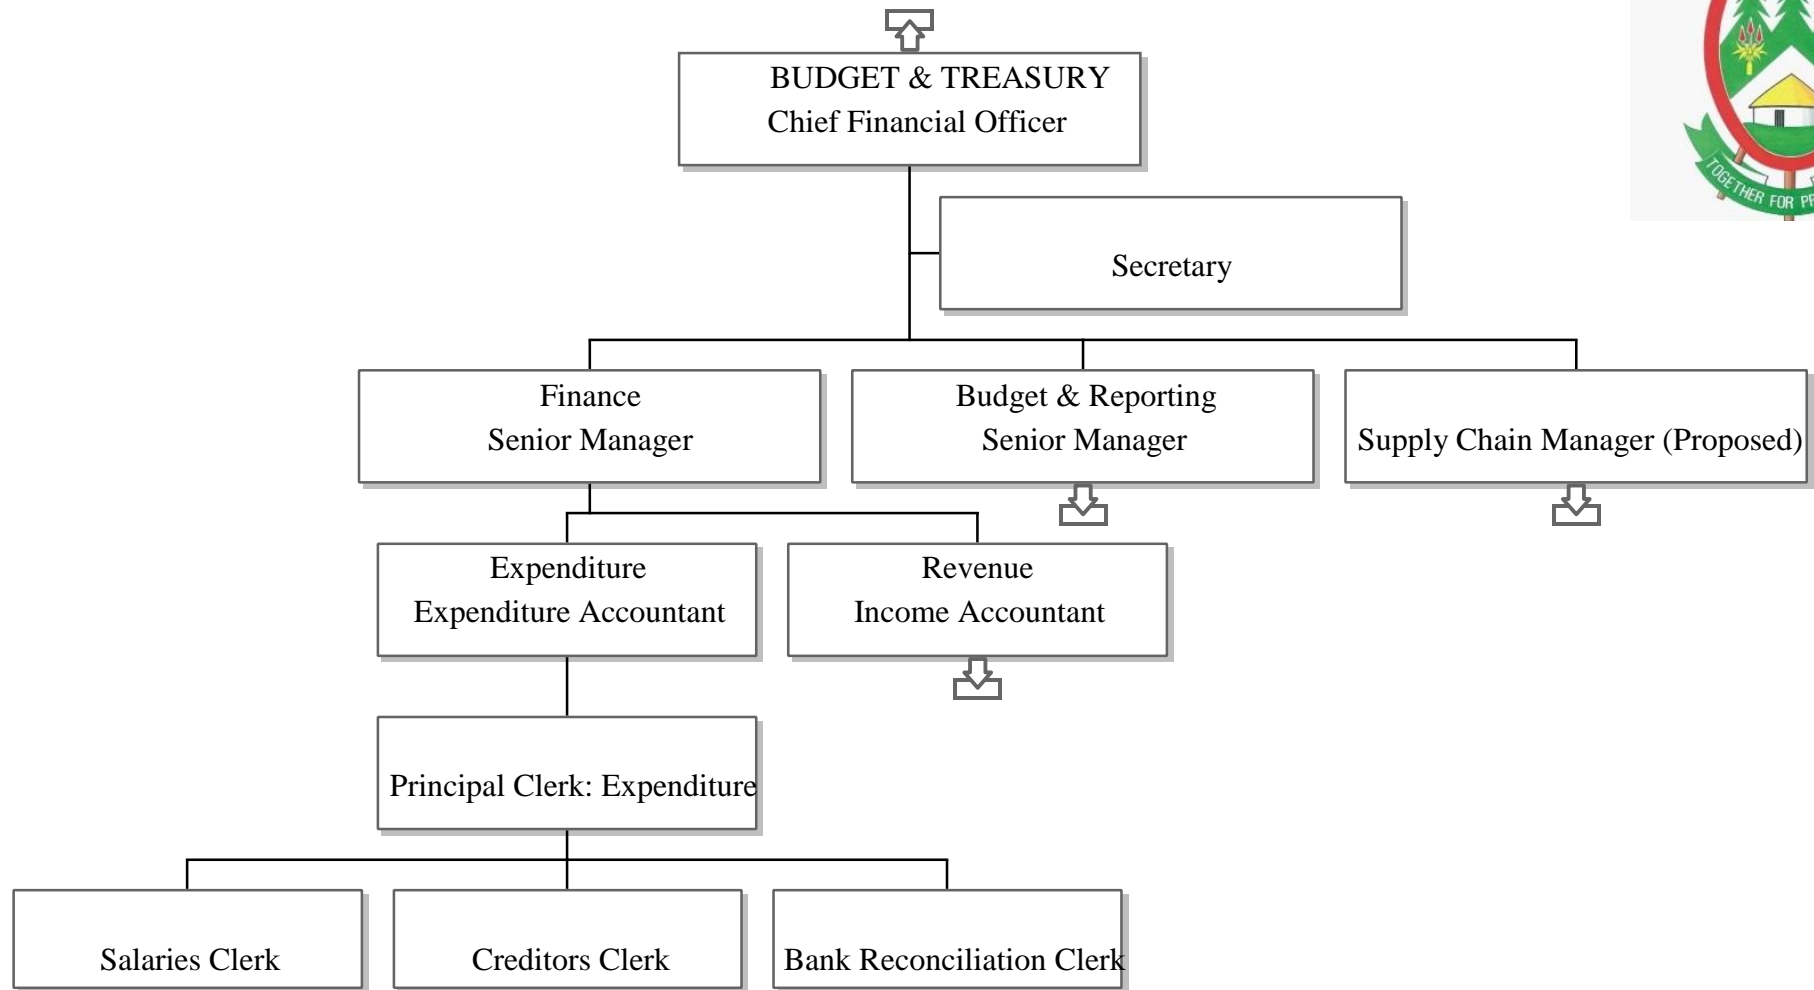 BUDGET & TREASURY
Chief Financial Officer
TOGETHER FOR
Secretary
Finance
Senior Manager
Budget & Reporting
Senior Manager
Supply Chain Manager (Proposed)
Expenditure
Expenditure Accountant
Revenue
Income Accountant
Principal Clerk: Expenditure
Salaries Clerk
Creditors Clerk
Bank Reconciliation Clerk